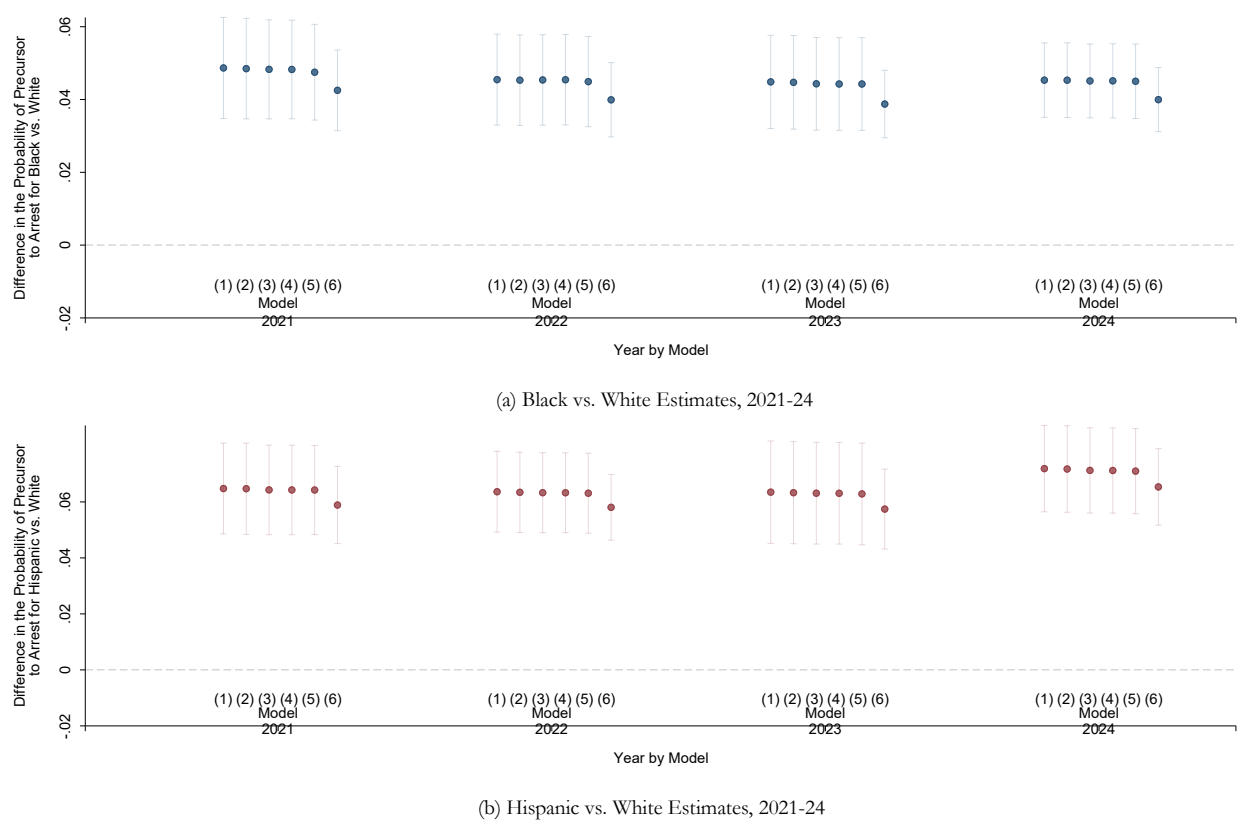 Difference in the Probability of Precursor
to Arrest for Black vs. White
.06
.04
.02
0
-.02
(1) (2) (3) (4) (5) (6)
Model
2021
(1) (2) (3) (4) (5) (6)
Model
2022
(1) (2) (3) (4) (5) (6)
Model
2023
(1) (2) (3) (4) (5) (6)
Model
2024
Year by Model
(a) Black vs. White Estimates, 2021-24
Difference in the Probability of Precursor
to Arrest for Hispanic vs. White
.06
.04
.02
0
-.02
(1) (2) (3) (4) (5) (6)
Model
2021
(1) (2) (3) (4) (5) (6)
Model
2022
(1) (2) (3) (4) (5) (6)
Model
2023
(1) (2) (3) (4) (5) (6)
Model
2024
Year by Model
(b) Hispanic vs. White Estimates, 2021-24